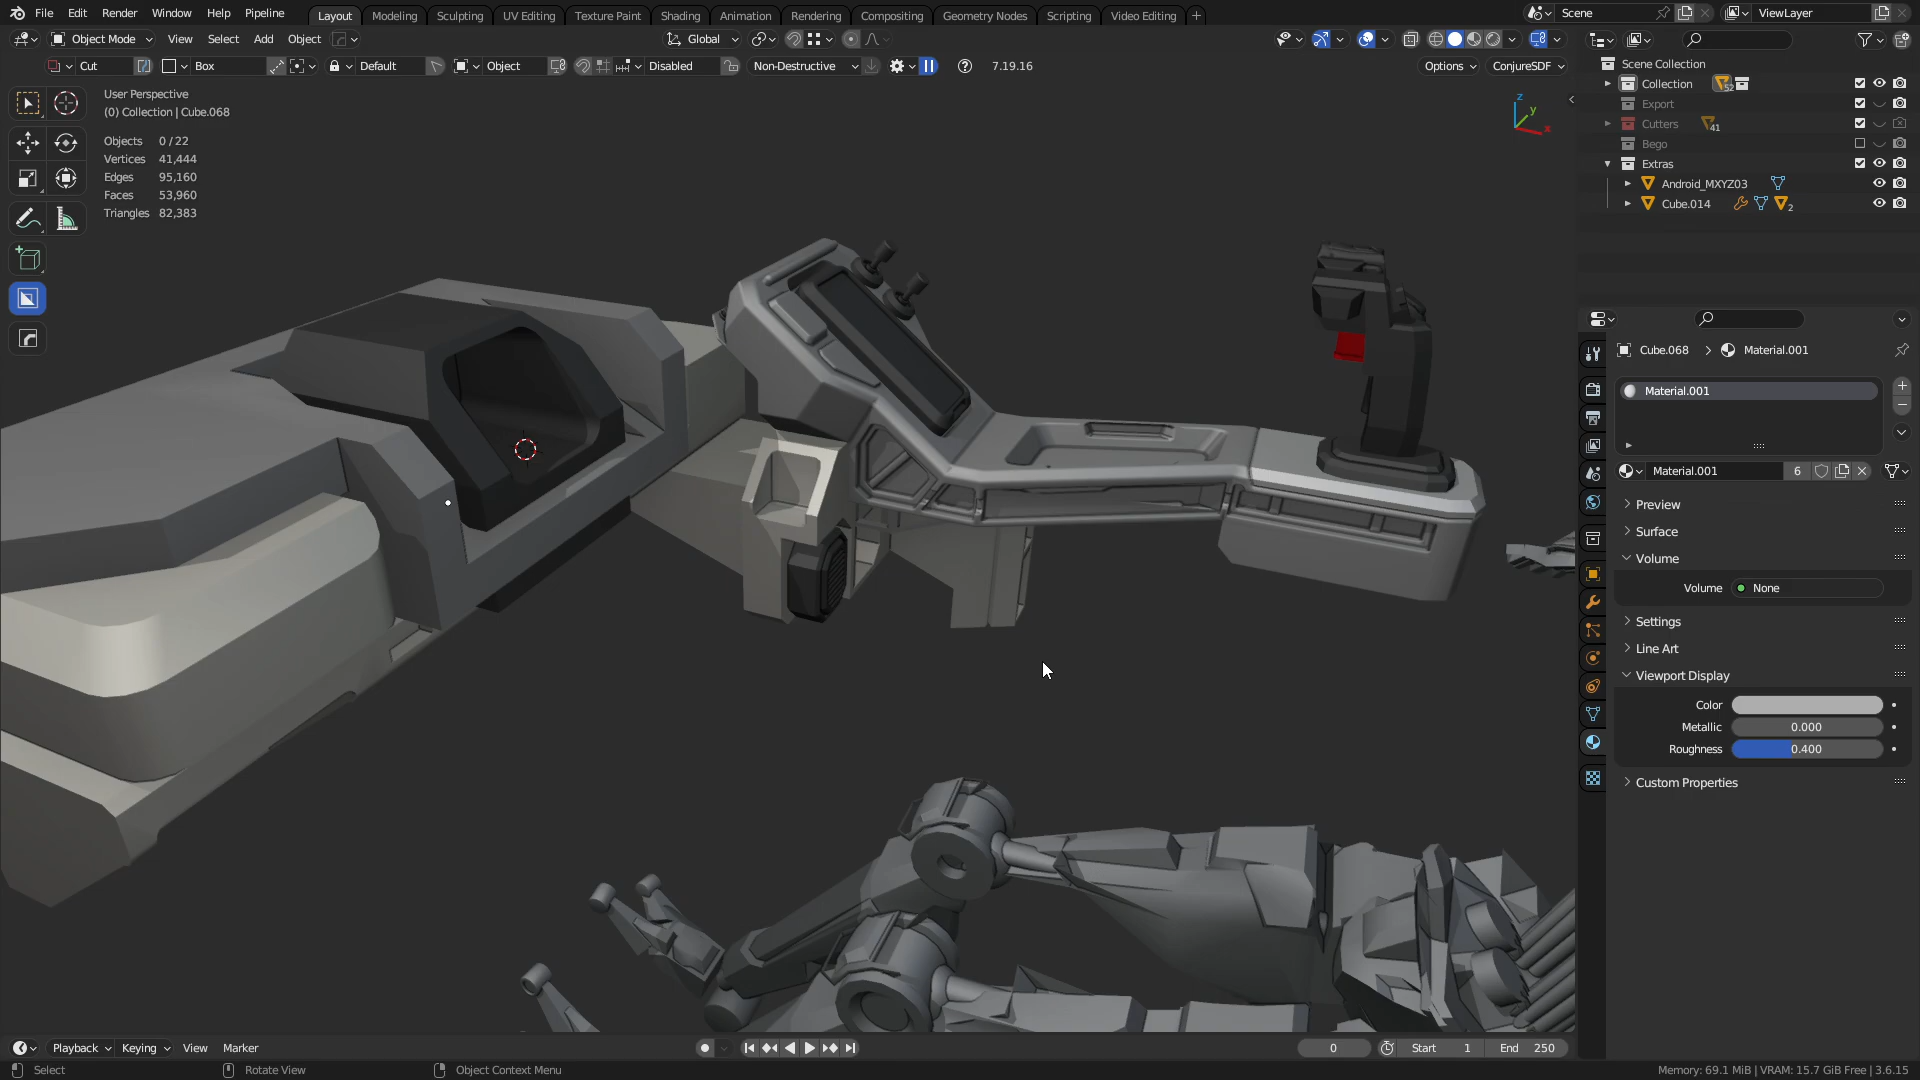 File Edit Render Window Help Pipeline Layout Modeling Sculpting UV Editing Texture Paint Shading Animation Rendering Compositing Geometry Nodes Scripting Video Editing + Scene ViewLayer
Object Mode View Select Add Object Global
Cut Box Default Object Disabled Non-Destructive 7.19.16 Options ConjureSDF
User Perspective
(0) Collection | Cube.068
Objects 0 / 22
Vertices 41,444
Edges 95,160
Faces 53,960
Triangles 82,383
z
y
x
Scene Collection
Collection 52
Export
Cutters 41
Bego
Extras
Android_MXYZ03
Cube.014 2
Cube.068 Material.001
Material.001
Material.001 6
Preview
Surface
Volume
Volume None
Settings
Line Art
Viewport Display
Color
Metallic 0.000
Roughness 0.400
Custom Properties
Playback Keying View Marker 0 Start 1 End 250
Select Rotate View Object Context Menu Memory: 69.1 MiB | VRAM: 15.7 GiB Free | 3.6.15